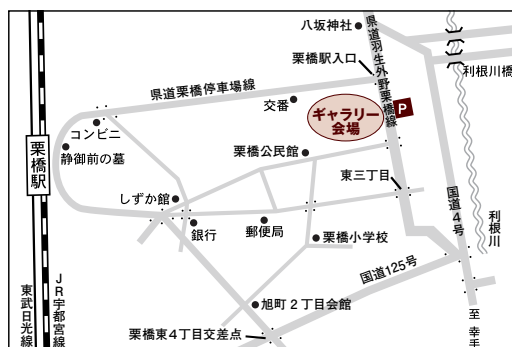 八坂神社
県道羽生外野栗橋線
栗橋駅入口
利根川橋
県道栗橋停車場線
交番
ギャラリー
会場
P
コンビニ
静御前の墓
栗橋駅
栗橋公民館
東三丁目
しずか館
銀行
郵便局
栗橋小学校
国道4号
利根川
国道125号
旭町2丁目会館
栗橋東4丁目交差点
東武日光線
JR宇都宮線
至 幸手